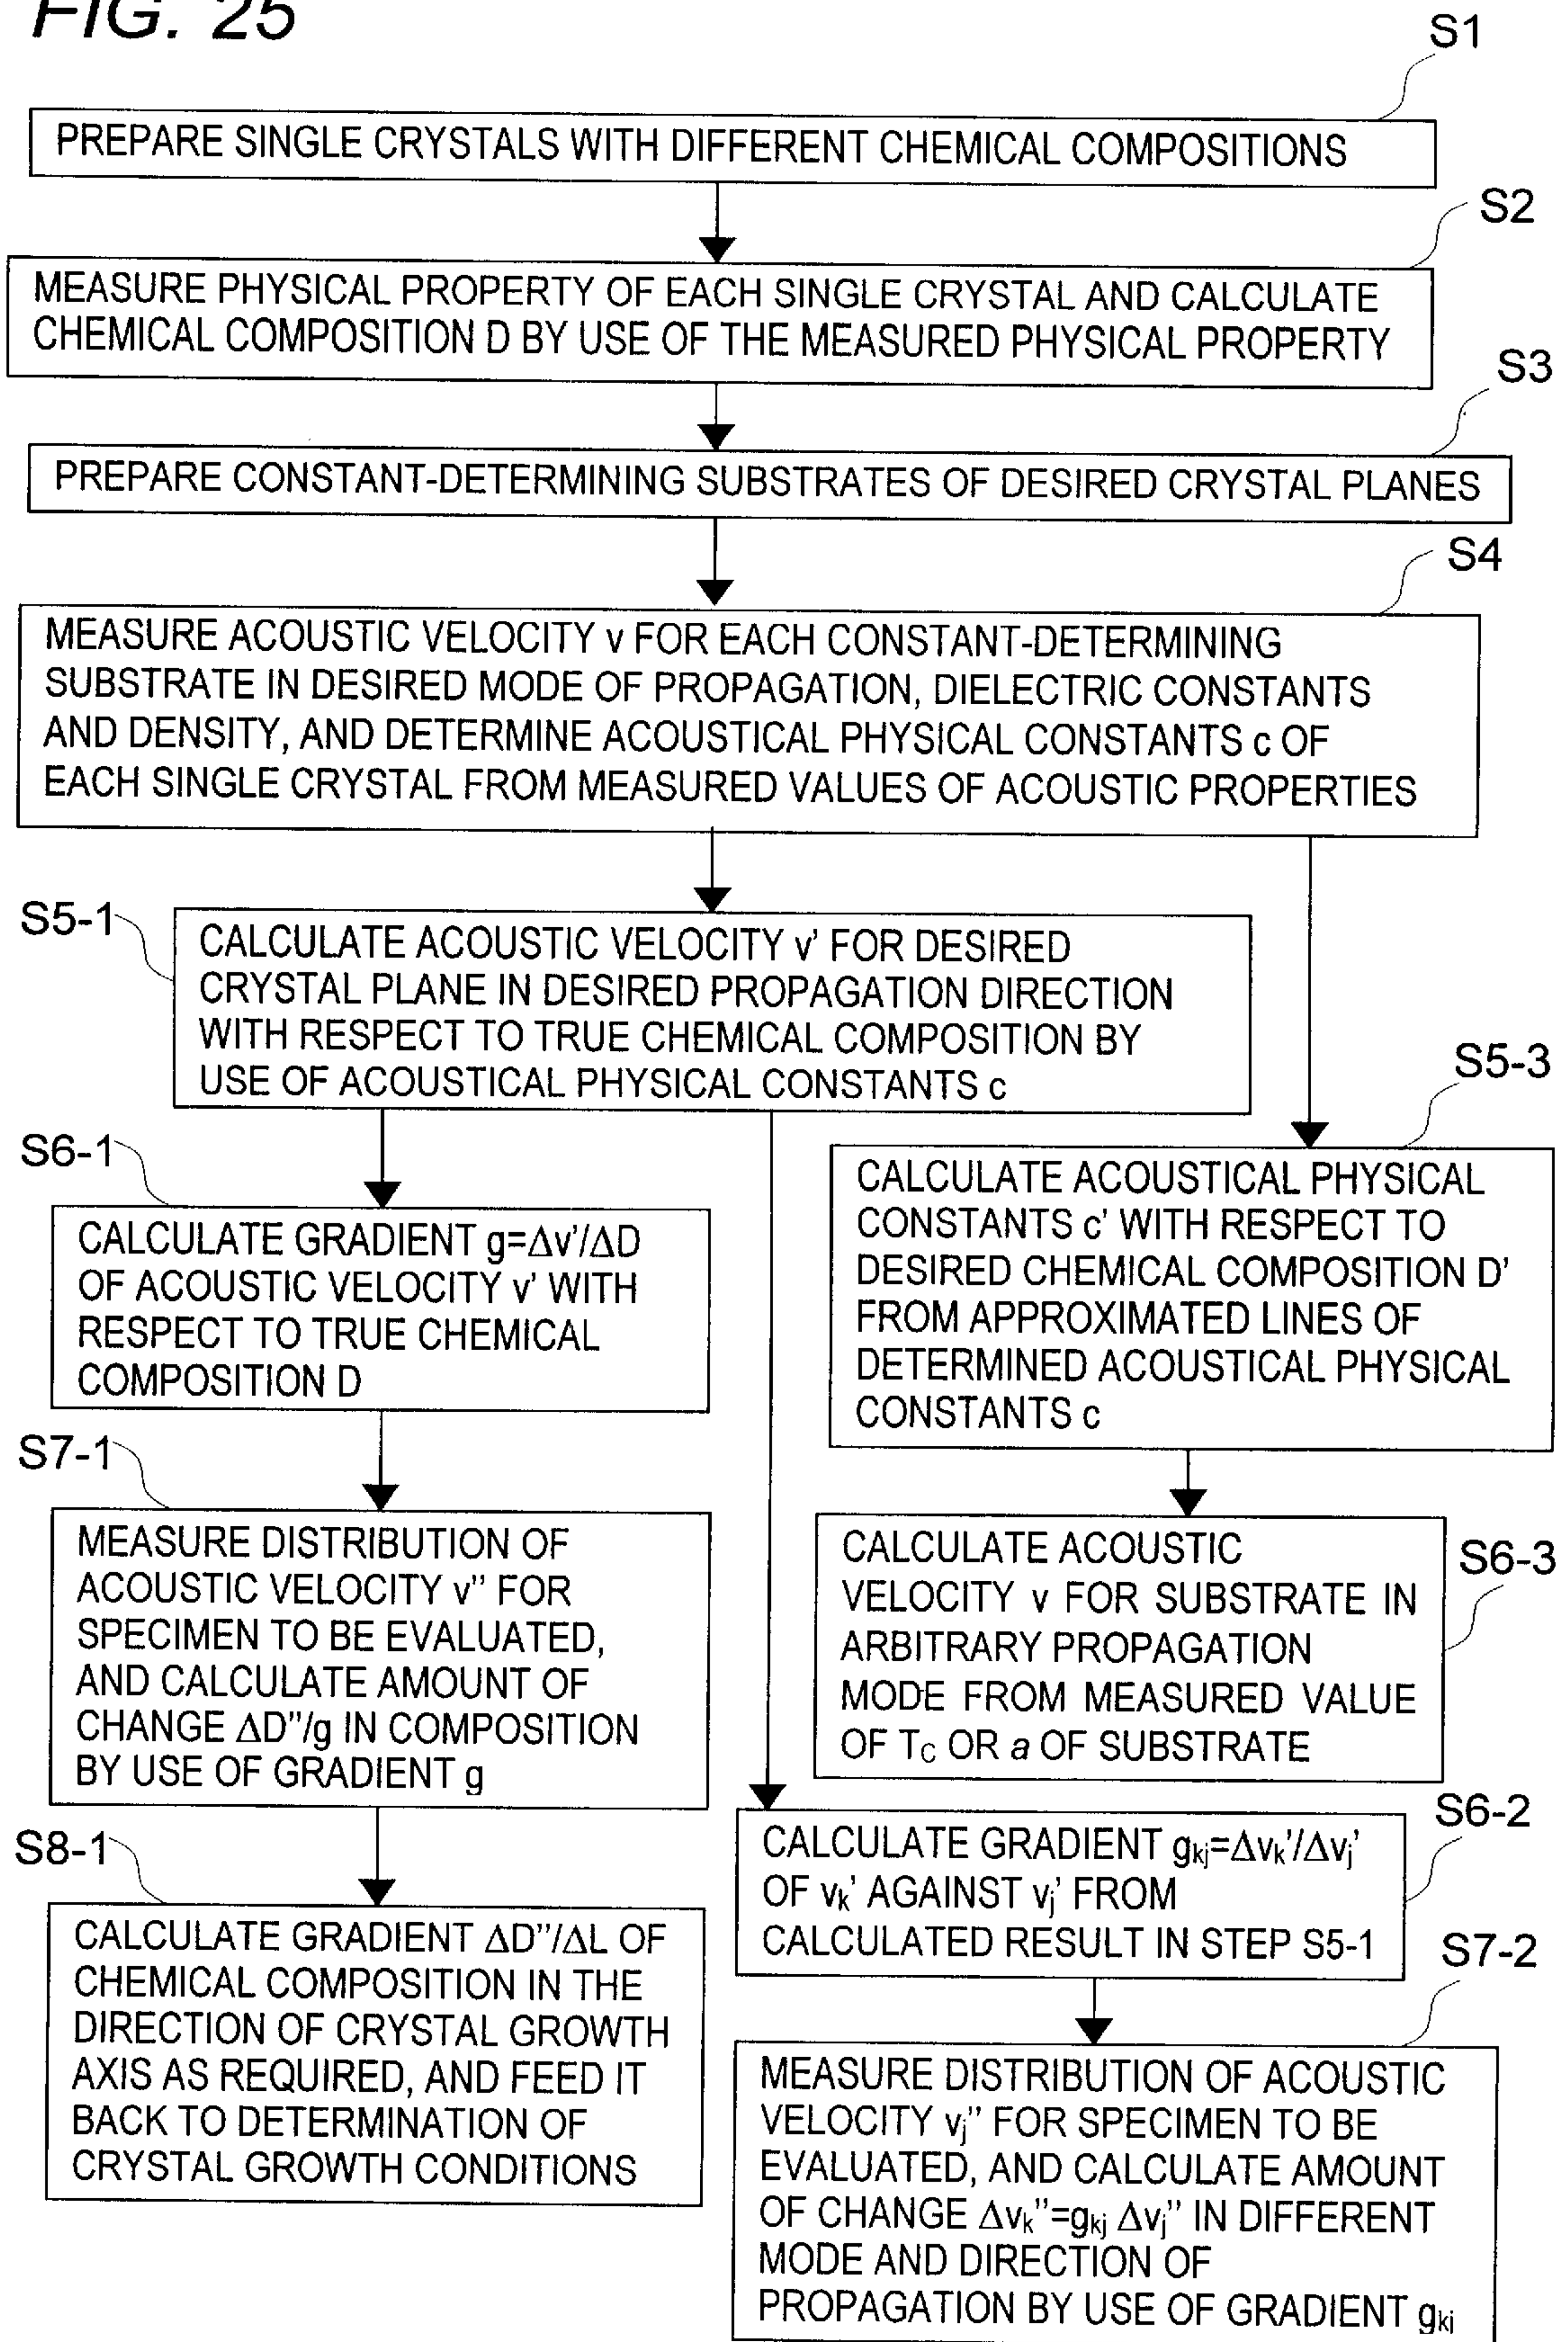 FIG. 25
S1
PREPARE SINGLE CRYSTALS WITH DIFFERENT CHEMICAL COMPOSITIONS
S2
MEASURE PHYSICAL PROPERTY OF EACH SINGLE CRYSTAL AND CALCULATE
CHEMICAL COMPOSITION D BY USE OF THE MEASURED PHYSICAL PROPERTY
S3
PREPARE CONSTANT-DETERMINING SUBSTRATES OF DESIRED CRYSTAL PLANES
S4
MEASURE ACOUSTIC VELOCITY v FOR EACH CONSTANT-DETERMINING
SUBSTRATE IN DESIRED MODE OF PROPAGATION, DIELECTRIC CONSTANTS
AND DENSITY, AND DETERMINE ACOUSTICAL PHYSICAL CONSTANTS c OF
EACH SINGLE CRYSTAL FROM MEASURED VALUES OF ACOUSTIC PROPERTIES
S5-1
CALCULATE ACOUSTIC VELOCITY v' FOR DESIRED
CRYSTAL PLANE IN DESIRED PROPAGATION DIRECTION
WITH RESPECT TO TRUE CHEMICAL COMPOSITION BY
USE OF ACOUSTICAL PHYSICAL CONSTANTS c
S6-1
CALCULATE GRADIENT g=Δv'/ΔD
OF ACOUSTIC VELOCITY v' WITH
RESPECT TO TRUE CHEMICAL
COMPOSITION D
S7-1
MEASURE DISTRIBUTION OF
ACOUSTIC VELOCITY v" FOR
SPECIMEN TO BE EVALUATED,
AND CALCULATE AMOUNT OF
CHANGE ΔD"/g IN COMPOSITION
BY USE OF GRADIENT g
S8-1
CALCULATE GRADIENT ΔD"/ΔL OF
CHEMICAL COMPOSITION IN THE
DIRECTION OF CRYSTAL GROWTH
AXIS AS REQUIRED, AND FEED IT
BACK TO DETERMINATION OF
CRYSTAL GROWTH CONDITIONS
S5-3
CALCULATE ACOUSTICAL PHYSICAL
CONSTANTS c' WITH RESPECT TO
DESIRED CHEMICAL COMPOSITION D'
FROM APPROXIMATED LINES OF
DETERMINED ACOUSTICAL PHYSICAL
CONSTANTS c
S6-3
CALCULATE ACOUSTIC
VELOCITY v FOR SUBSTRATE IN
ARBITRARY PROPAGATION
MODE FROM MEASURED VALUE
OF TC OR a OF SUBSTRATE
S6-2
CALCULATE GRADIENT gkj=Δvk'/Δvj'
OF vk' AGAINST vj' FROM
CALCULATED RESULT IN STEP S5-1
S7-2
MEASURE DISTRIBUTION OF ACOUSTIC
VELOCITY vj" FOR SPECIMEN TO BE
EVALUATED, AND CALCULATE AMOUNT
OF CHANGE Δvk"=gkj Δvj" IN DIFFERENT
MODE AND DIRECTION OF
PROPAGATION BY USE OF GRADIENT gkj